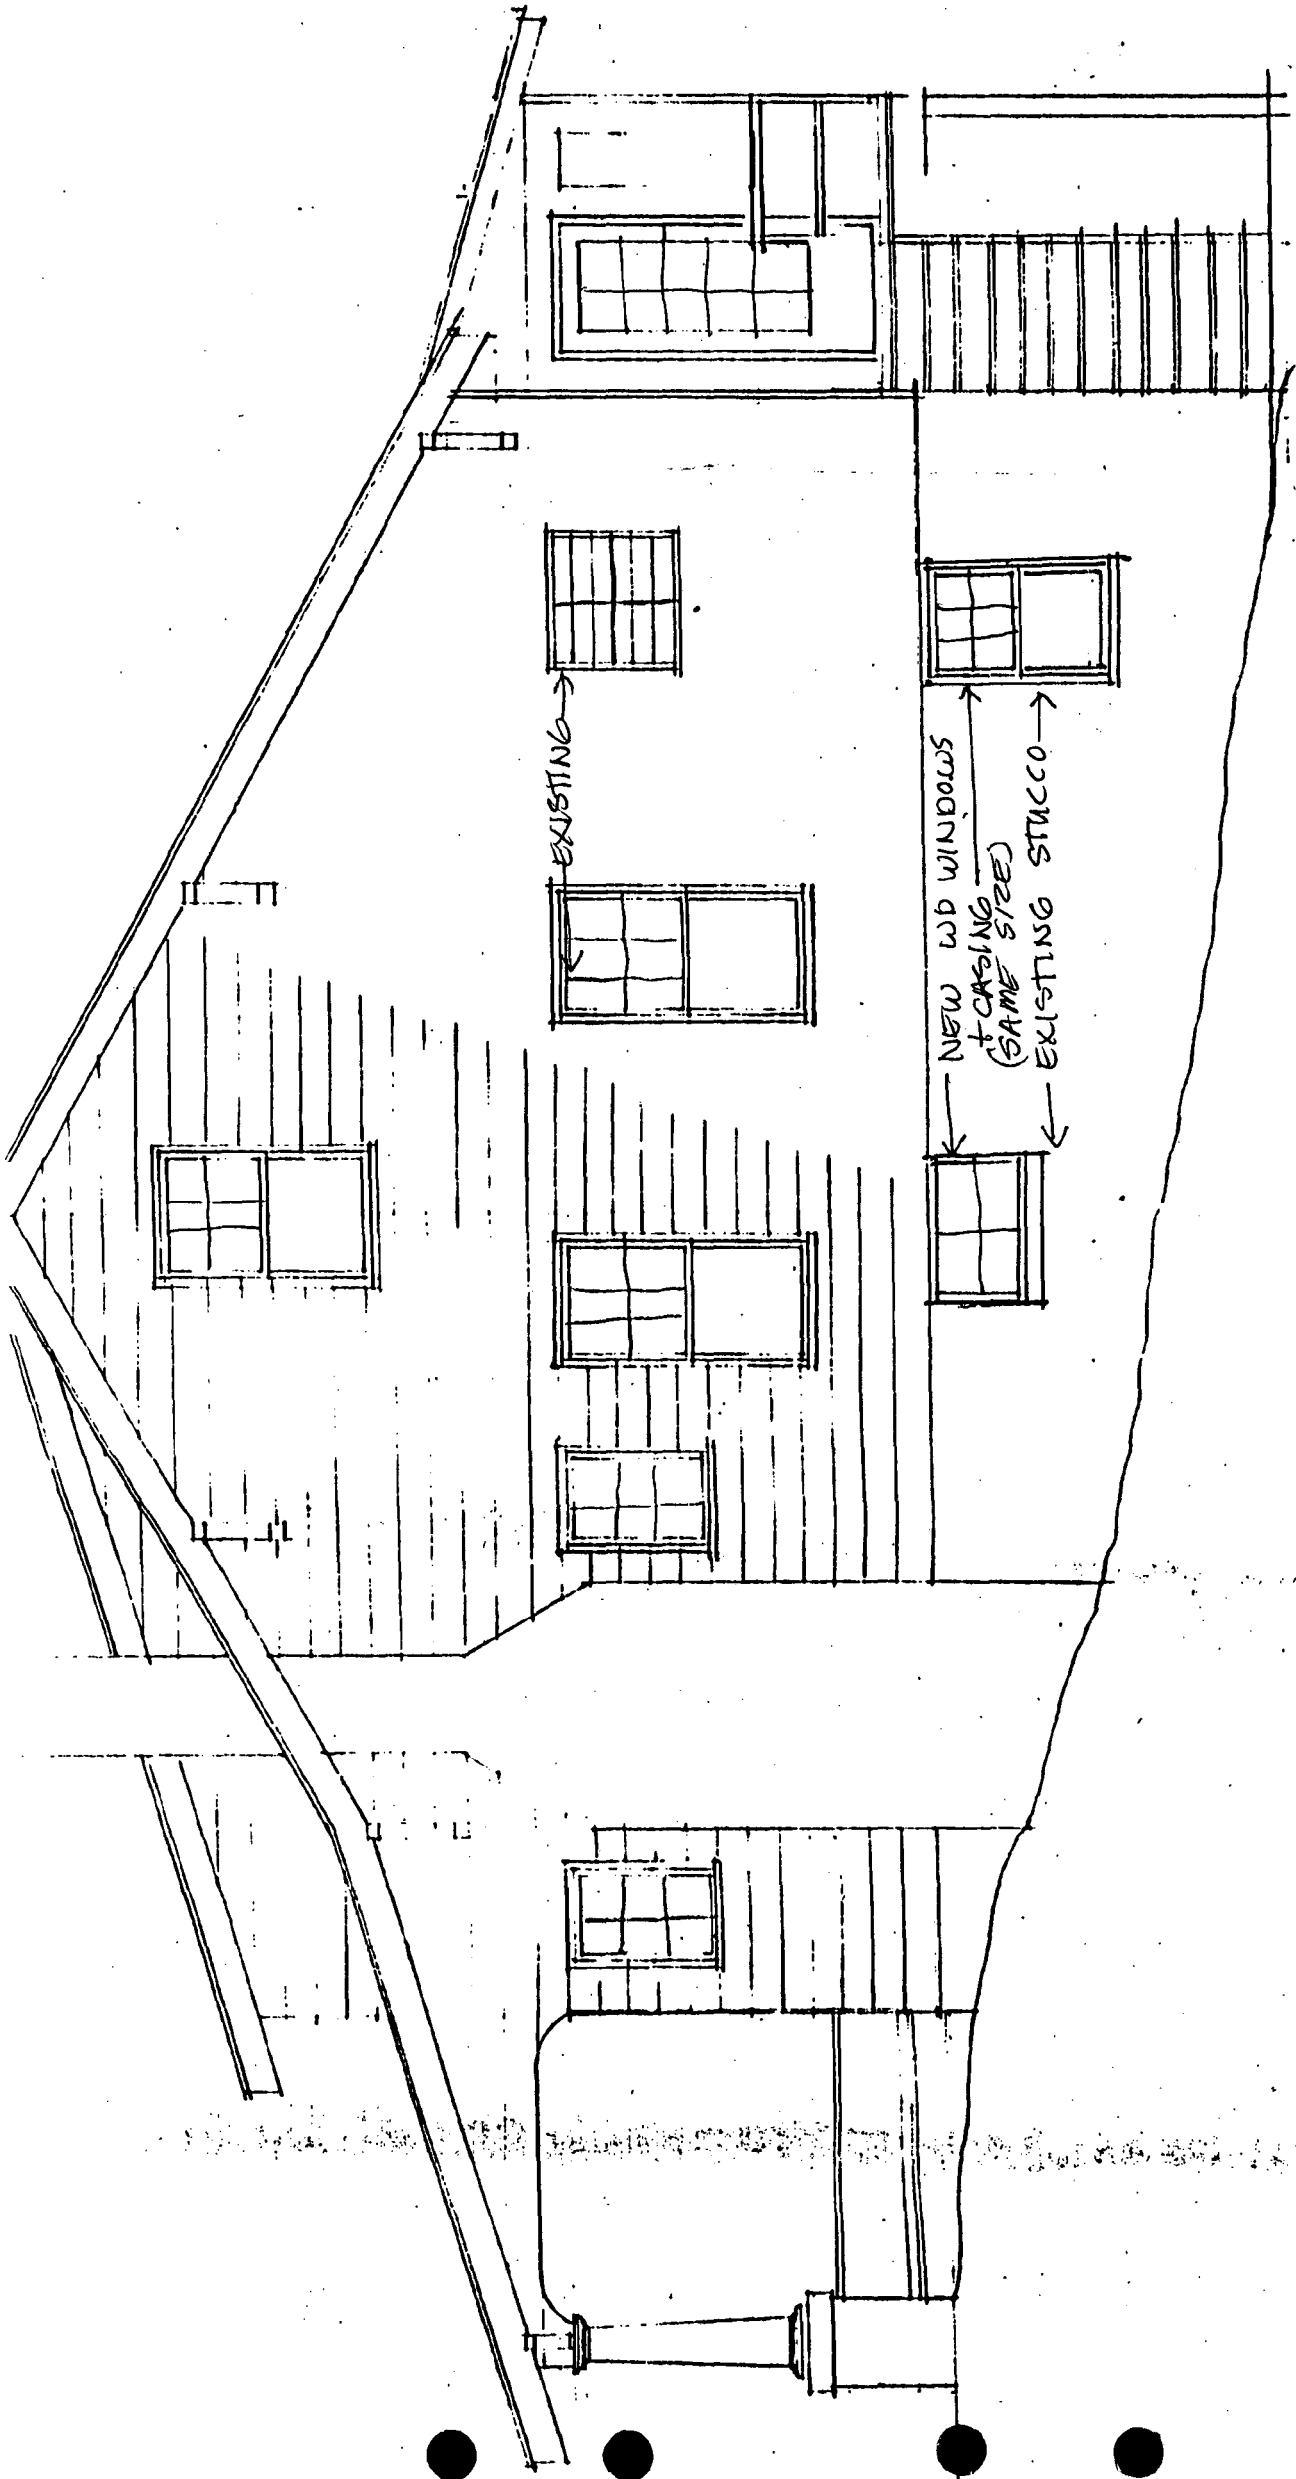 EXISTING
NEW WD WINDOWS
+ CASING
(SAME SIZE)
EXISTING STUCCO